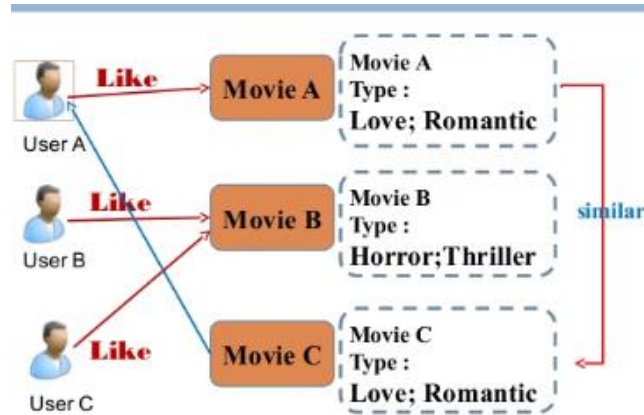 Like
User A
Movie A
Movie A
Type :
Love; Romantic
Like
User B
Movie B
Movie B
Type :
Horror;Thriller
similar
Like
User C
Movie C
Movie C
Type :
Love; Romantic